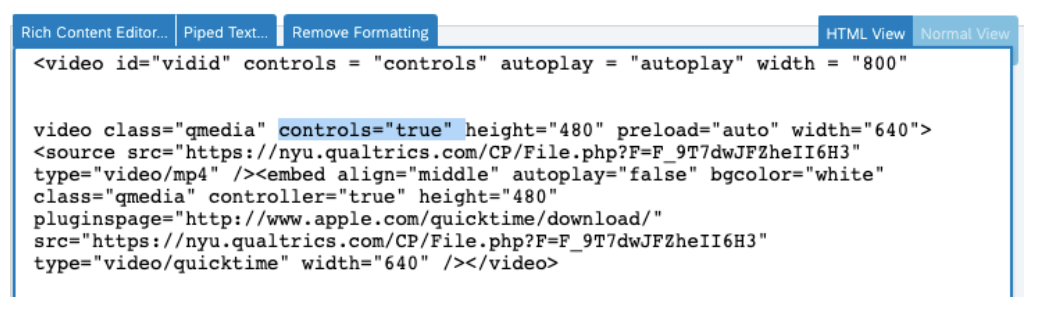 Rich Content Editor... Piped Text... Remove Formatting HTML View Normal View
<video id="vidid" controls = "controls" autoplay = "autoplay" width = "800"
video class="qmedia" controls="true" height="480" preload="auto" width="640">
<source src="https://nyu.qualtrics.com/CP/File.php?F=F_9T7dwJFZheII6H3"
type="video/mp4" /><embed align="middle" autoplay="false" bgcolor="white"
class="qmedia" controller="true" height="480"
pluginspage="http://www.apple.com/quicktime/download/"
src="https://nyu.qualtrics.com/CP/File.php?F=F_9T7dwJFZheII6H3"
type="video/quicktime" width="640" /></video>